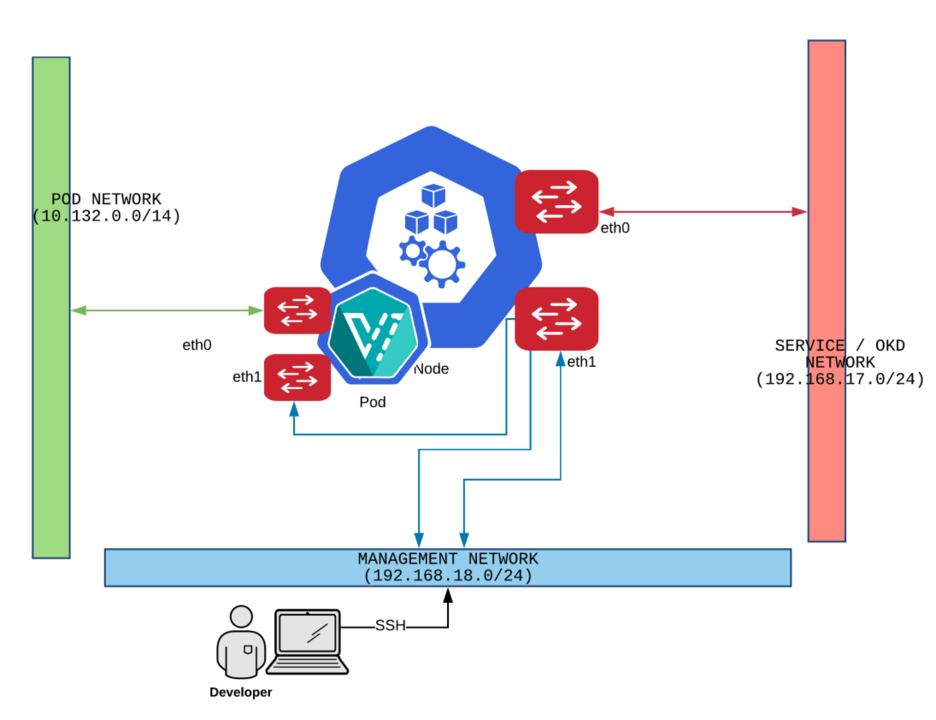 POD NETWORK
(10.132.0.0/14)
eth0
SERVICE / OKD
NETWORK
(192.168.17.0/24)
eth0
eth1
eth1
Node
Pod
MANAGEMENT NETWORK
(192.168.18.0/24)
SSH
Developer